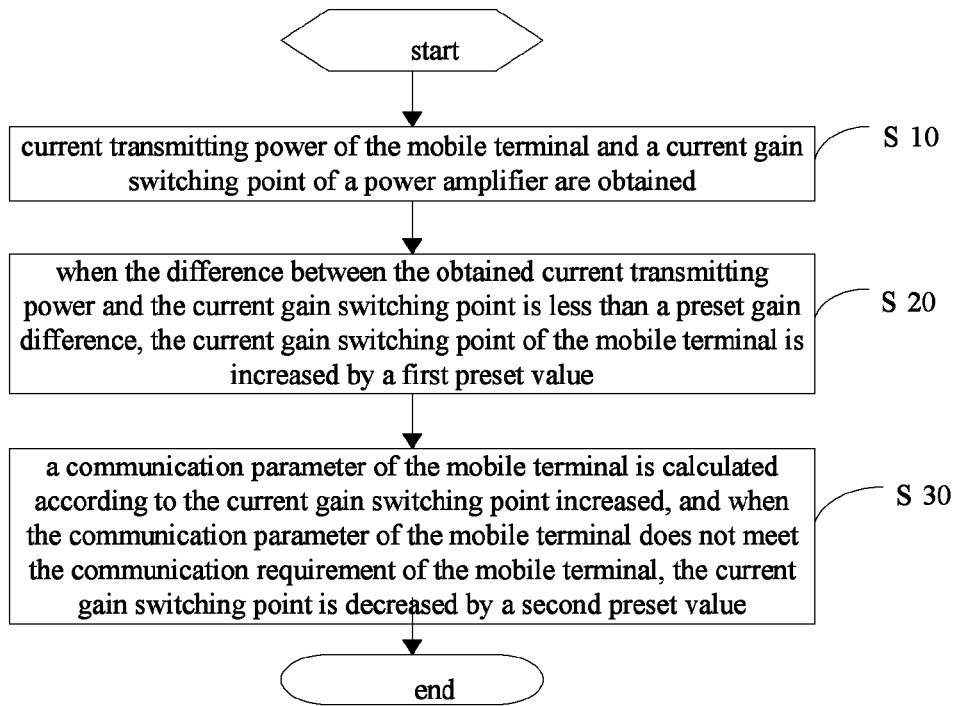 start
current transmitting power of the mobile terminal and a current gain
switching point of a power amplifier are obtained
S 10
when the difference between the obtained current transmitting
power and the current gain switching point is less than a preset gain
difference, the current gain switching point of the mobile terminal is
increased by a first preset value
S 20
a communication parameter of the mobile terminal is calculated
according to the current gain switching point increased, and when
the communication parameter of the mobile terminal does not meet
the communication requirement of the mobile terminal, the current
gain switching point is decreased by a second preset value
S 30
end